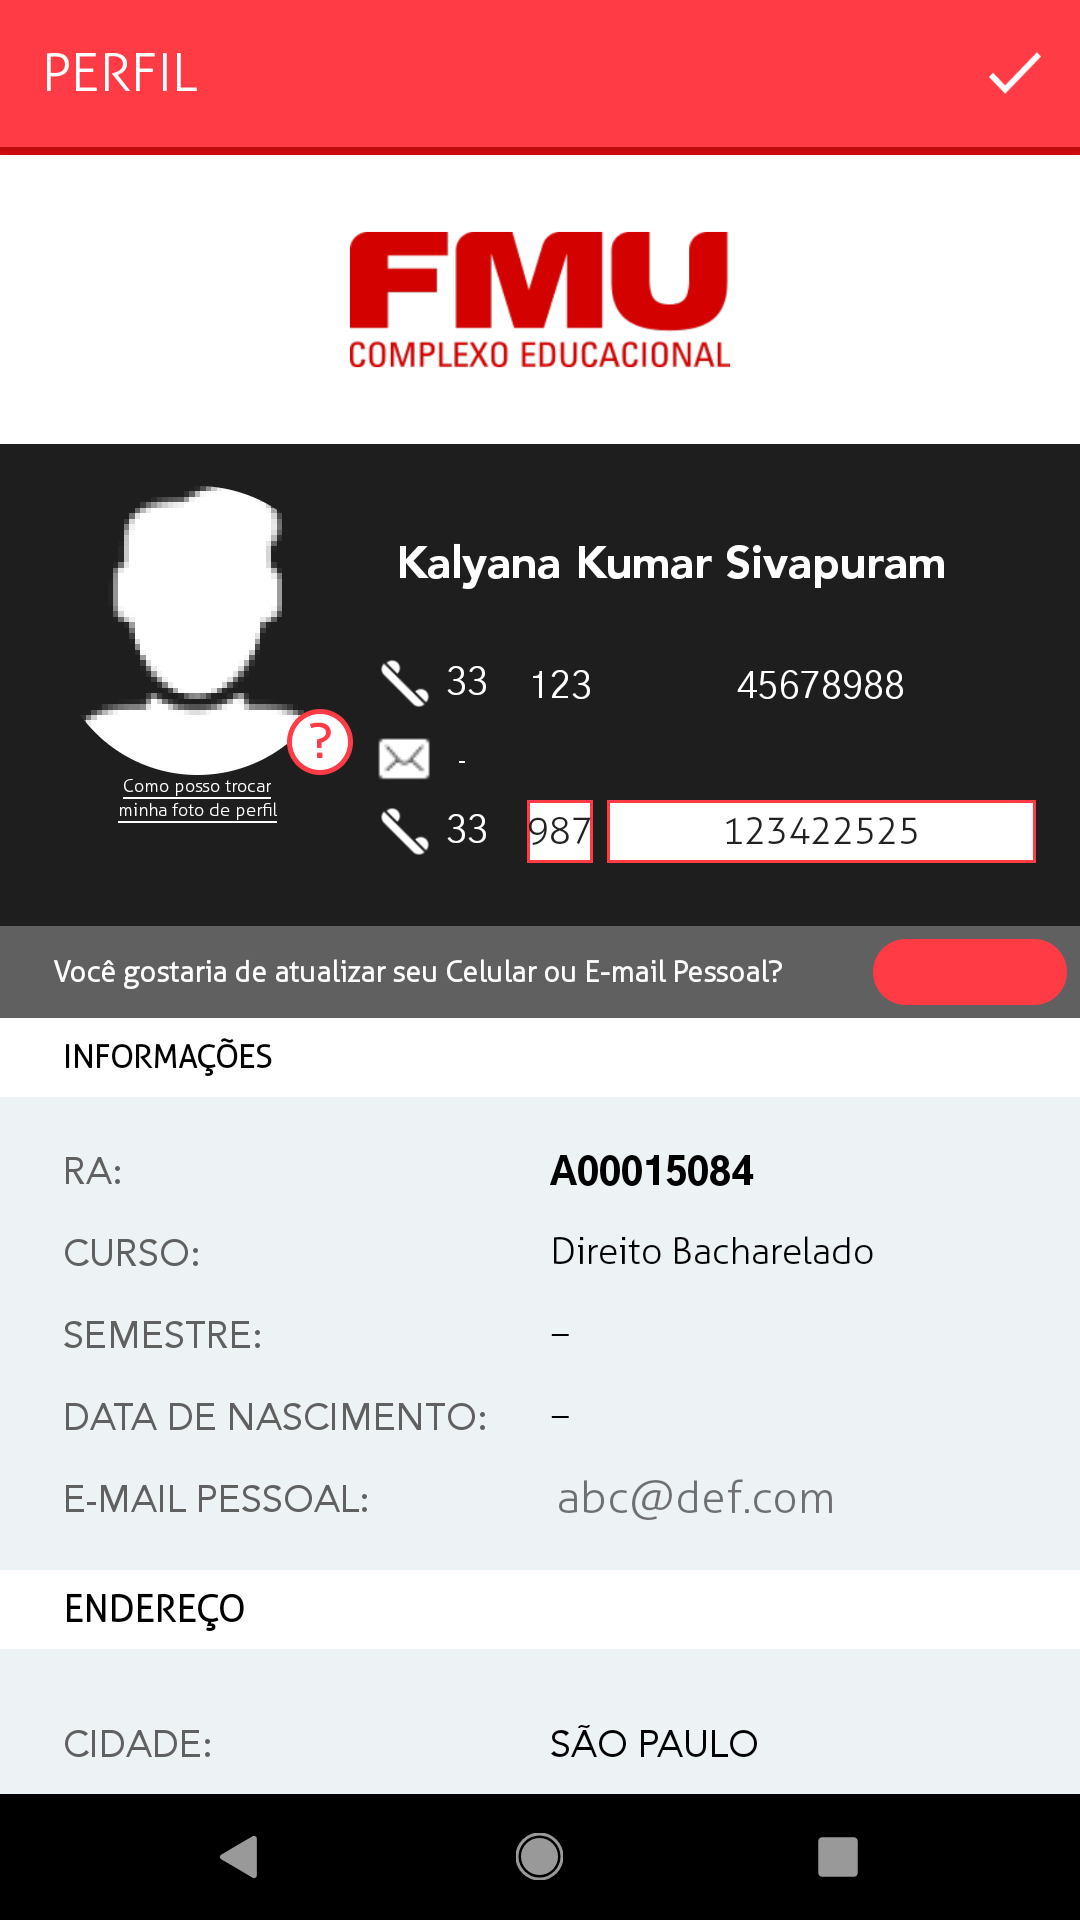 PERFIL
FMU
COMPLEXO EDUCACIONAL
Kalyana Kumar Sivapuram
33 123 45678988
?
-
Como posso trocar
minha foto de perfil
33 987 123422525
Você gostaria de atualizar seu Celular ou E-mail Pessoal?
INFORMAÇÕES
RA: A00015084
CURSO: Direito Bacharelado
SEMESTRE: –
DATA DE NASCIMENTO: –
E-MAIL PESSOAL: abc@def.com
ENDEREÇO
CIDADE: SÃO PAULO